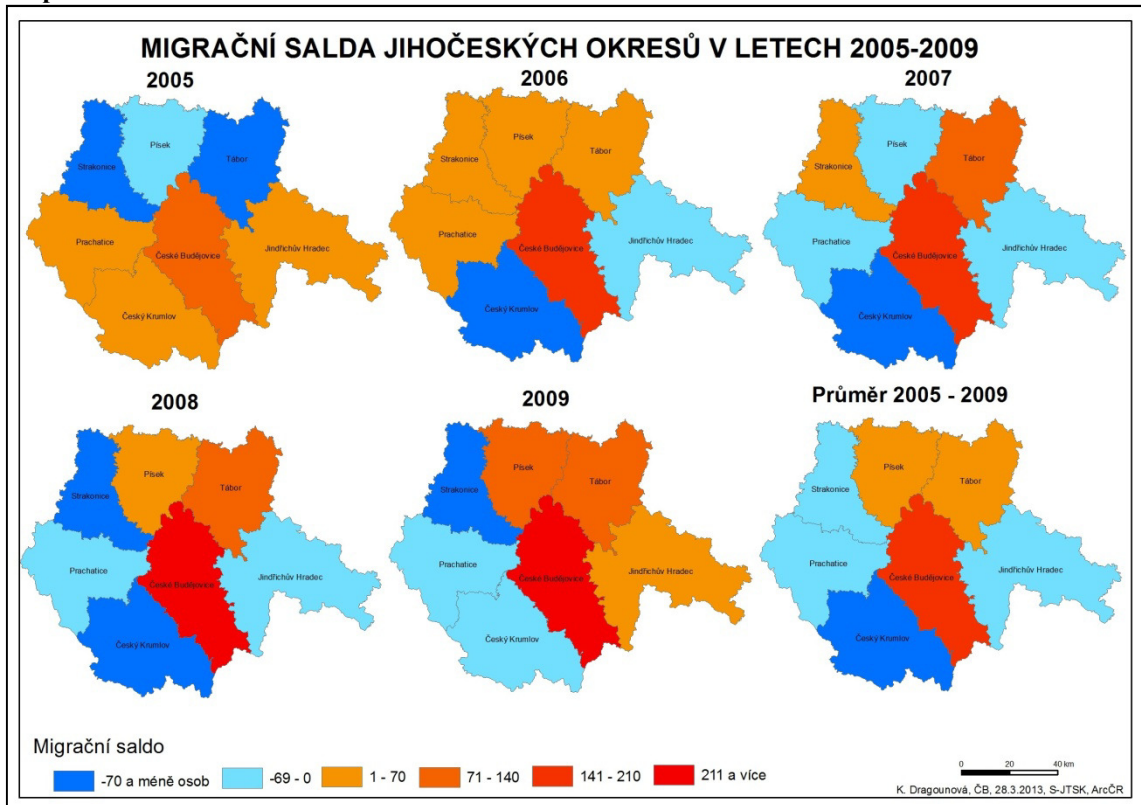 MIGRAČNÍ SALDA JIHOČESKÝCH OKRESŮ V LETECH 2005-2009
2005
Strakonice
Písek
Tábor
Prachatice
České Budějovice
Jindřichův Hradec
Český Krumlov
2006
Strakonice
Písek
Tábor
Prachatice
České Budějovice
Jindřichův Hradec
Český Krumlov
2007
Strakonice
Písek
Tábor
Prachatice
České Budějovice
Jindřichův Hradec
Český Krumlov
2008
Strakonice
Písek
Tábor
Prachatice
České Budějovice
Jindřichův Hradec
Český Krumlov
2009
Strakonice
Písek
Tábor
Prachatice
České Budějovice
Jindřichův Hradec
Český Krumlov
Průměr 2005 - 2009
Strakonice
Písek
Tábor
Prachatice
České Budějovice
Jindřichův Hradec
Český Krumlov
Migrační saldo
-70 a méně osob
-69 - 0
1 - 70
71 - 140
141 - 210
211 a více
0 20 40 km
K. Dragounová, ČB, 28.3.2013, S-JTSK, ArcČR